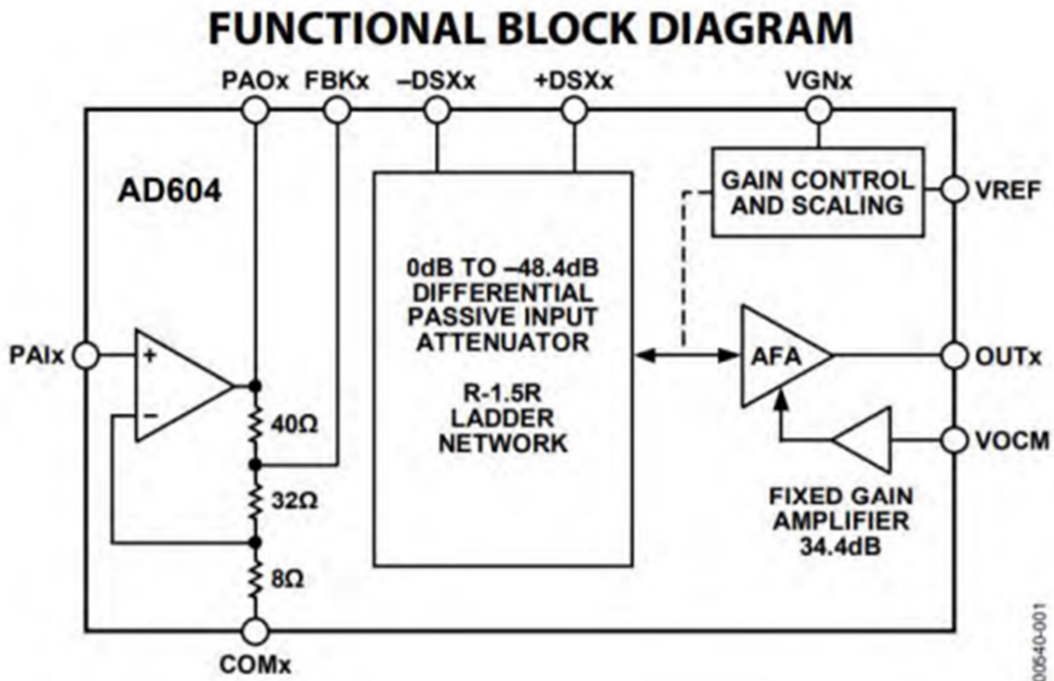 FUNCTIONAL BLOCK DIAGRAM
PAOx FBKx –DSXx +DSXx VGNx
AD604
GAIN CONTROL
AND SCALING
VREF
0dB TO –48.4dB
DIFFERENTIAL
PASSIVE INPUT
ATTENUATOR
R-1.5R
LADDER
NETWORK
PAIx
+
–
40Ω
32Ω
8Ω
COMx
AFA
OUTx
VOCM
FIXED GAIN
AMPLIFIER
34.4dB
00540-001